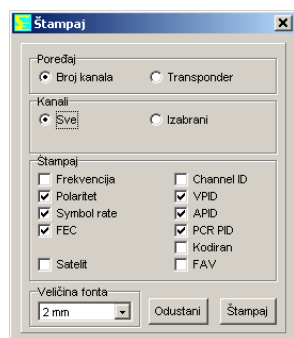 Štampaj
Poređaj
Broj kanala Transponder
Kanali
Sve Izabrani
Štampaj
Frekvencija Channel ID
Polaritet VPID
Symbol rate APID
FEC PCR PID
Kodiran
Satelit FAV
Veličina fonta
2 mm Odustani Štampaj